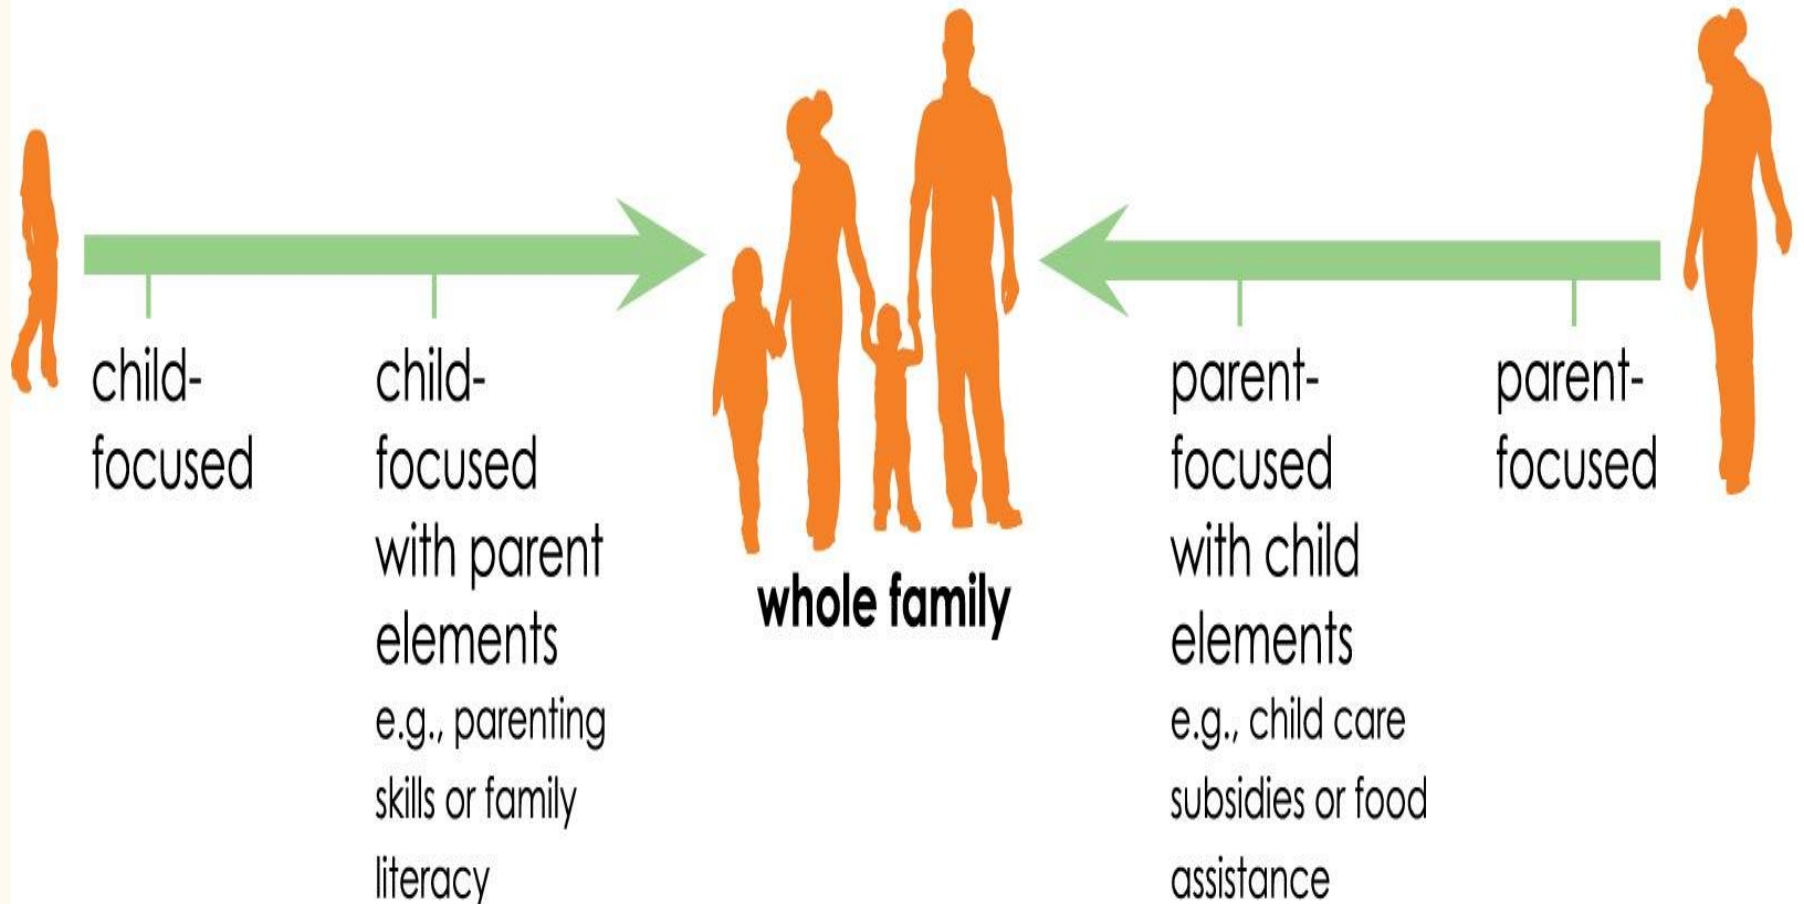 child-
focused
child-
focused
with parent
elements
e.g., parenting
skills or family
literacy
whole family
parent-
focused
with child
elements
e.g., child care
subsidies or food
assistance
parent-
focused